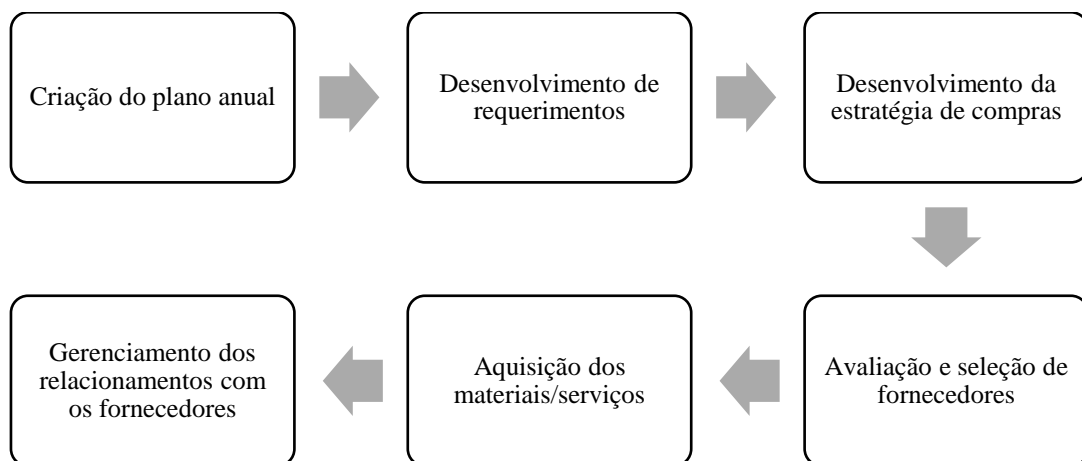 Criação do plano anual
Desenvolvimento de
requerimentos
Desenvolvimento da
estratégia de compras
Avaliação e seleção de
fornecedores
Aquisição dos
materiais/serviços
Gerenciamento dos
relacionamentos com
os fornecedores